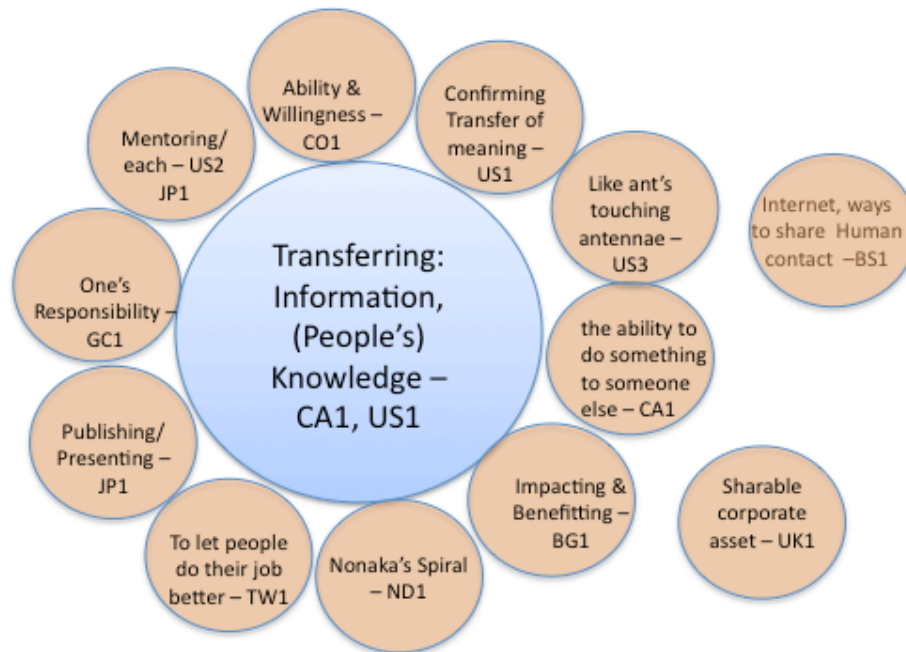 Ability &
Willingness –
CO1
Confirming
Transfer of
meaning –
US1
Mentoring/
each – US2
JP1
Like ant's
touching
antennae –
US3
Internet, ways
to share Human
contact –BS1
Transferring:
Information,
(People's)
Knowledge –
CA1, US1
One's
Responsibility –
GC1
the ability to
do something
to someone
else – CA1
Publishing/
Presenting –
JP1
Impacting &
Benefitting –
BG1
Sharable
corporate
asset – UK1
To let people
do their job
better – TW1
Nonaka's Spiral
– ND1